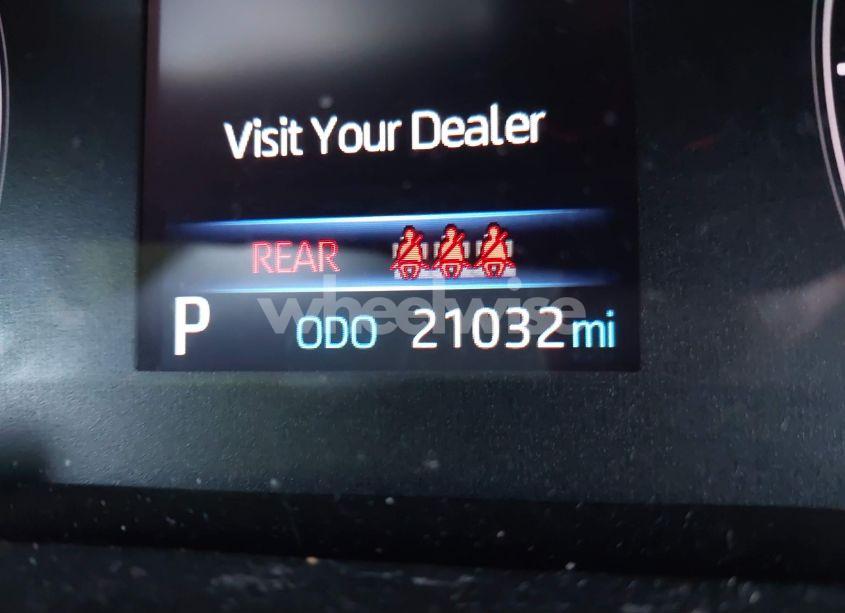 Visit Your Dealer
REAR
wheelwise
P ODO 21032 mi